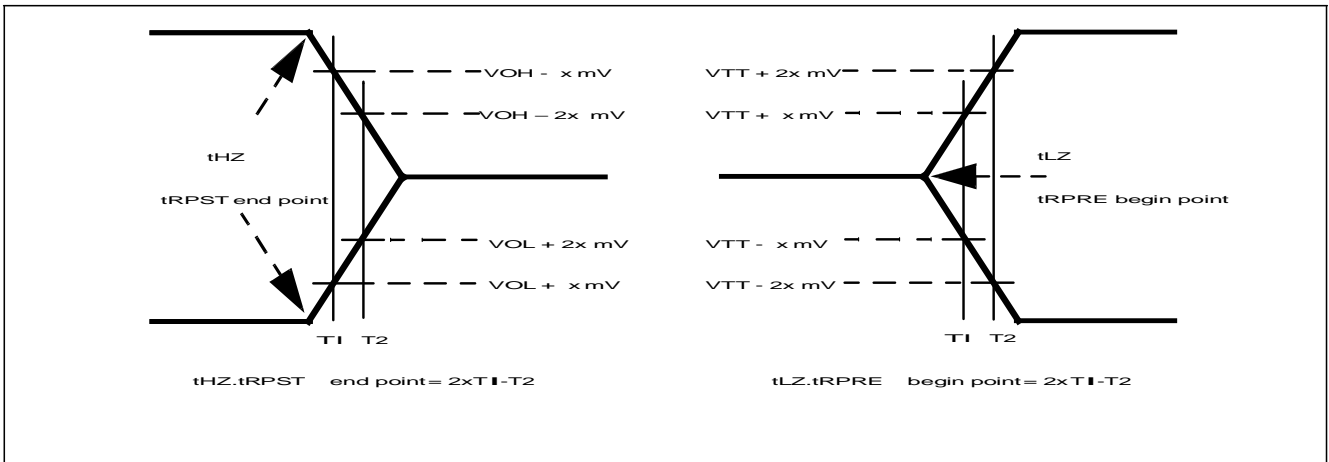 VOH - x mV
VOH – 2x mV
tHZ
tRPST end point
VOL + 2x mV
VOL + x mV
T1 T2
tHZ.tRPST end point = 2xT1-T2
VTT + 2x mV
VTT + x mV
tLZ
tRPRE begin point
VTT - x mV
VTT - 2x mV
T1 T2
tLZ.tRPRE begin point = 2xT1-T2